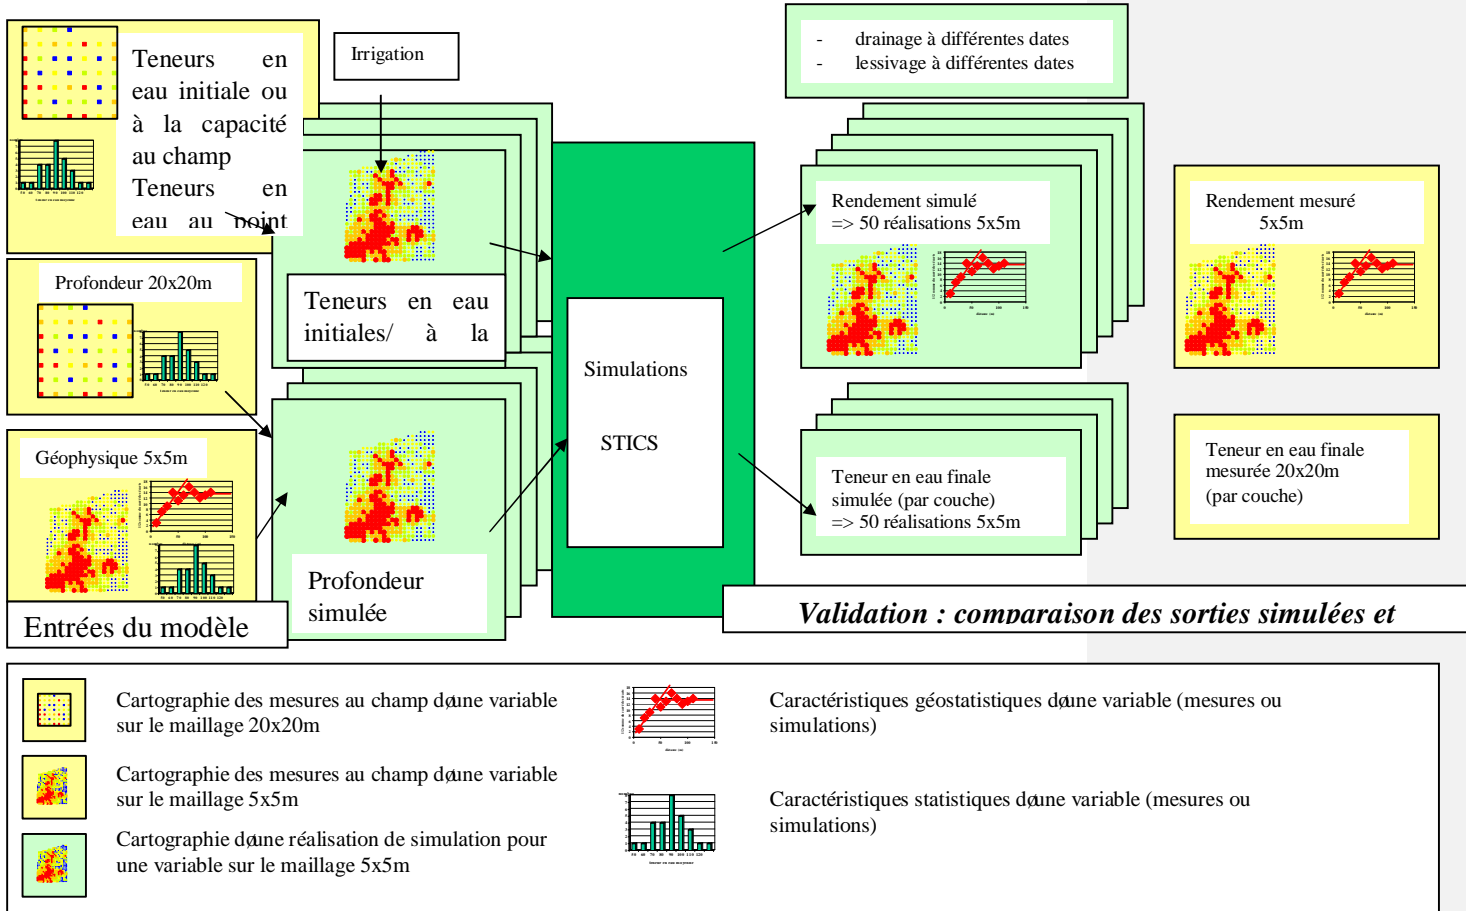 Teneurs en
eau initiale ou
à la capacité
au champ
Teneurs en
eau au point
Irrigation
- drainage à différentes dates
- lessivage à différentes dates
Profondeur 20x20m
Géophysique 5x5m
Entrées du modèle
Teneurs en eau
initiales/ à la
Profondeur
simulée
Simulations
STICS
Rendement simulé
=> 50 réalisations 5x5m
Teneur en eau finale
simulée (par couche)
=> 50 réalisations 5x5m
Rendement mesuré
5x5m
Teneur en eau finale
mesurée 20x20m
(par couche)
Validation : comparaison des sorties simulées et
Cartographie des mesures au champ døune variable
sur le maillage 20x20m
Cartographie des mesures au champ døune variable
sur le maillage 5x5m
Cartographie døune réalisation de simulation pour
une variable sur le maillage 5x5m
Caractéristiques géostatistiques døune variable (mesures ou
simulations)
Caractéristiques statistiques døune variable (mesures ou
simulations)